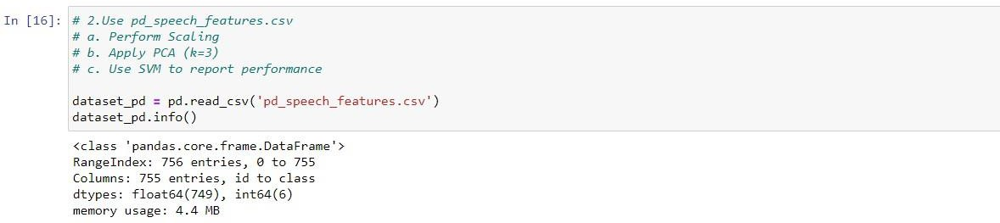 In [16]: # 2.Use pd_speech_features.csv
# a. Perform Scaling
# b. Apply PCA (k=3)
# c. Use SVM to report performance
dataset_pd = pd.read_csv('pd_speech_features.csv')
dataset_pd.info()
<class 'pandas.core.frame.DataFrame'>
RangeIndex: 756 entries, 0 to 755
Columns: 755 entries, id to class
dtypes: float64(749), int64(6)
memory usage: 4.4 MB